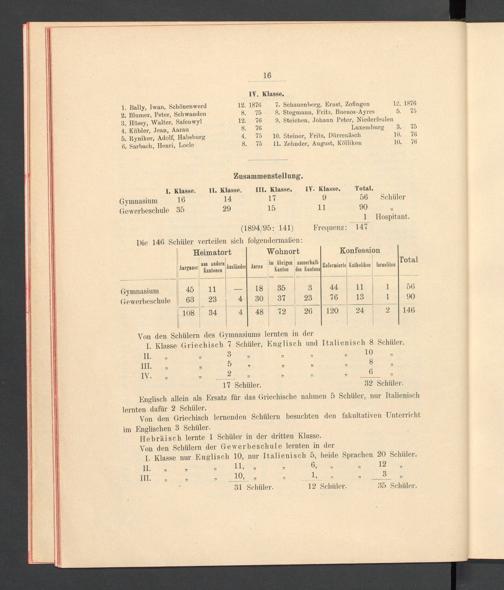 16
IV. Klasse.
1. Bally, Iwan, Schönenwerd 12. 1876
2. Blumer, Peter, Schwanden 8. 75
3. Hüssy, Walter, Safenwyl 12. 76
4. Kübler, Jean, Aarau 8. 76
5. Ryniker, Adolf, Habsburg 4. 75
6. Sarbach, Henri, Locle 8. 75
7. Schauenberg, Ernst, Zofingen 12. 1876
8. Stegmann, Fritz, Buenos-Ayres 5. 75
9. Steichen, Johann Peter, Niederfeulen
Luxemburg 3. 75
10. Steiner, Fritz, Dürrenäsch 10. 76
11. Zehnder, August, Kölliken 10. 76
Zusammenstellung.
I. Klasse. II. Klasse. III. Klasse. IV. Klasse. Total.
Gymnasium 16 14 17 9 56 Schüler
Gewerbeschule 35 29 15 11 90 „
1 Hospitant.
(1894/95: 141) Frequenz: 147
Die 146 Schüler verteilen sich folgendermaßen:
Heimatort Wohnort Konfession Total
Aargauer aus andern Kantonen Ausländer Aarau im übrigen Kanton ausserhalb des Kantons Reformierte Katholiken Israeliten
Gymnasium 45 11 — 18 35 3 44 11 1 56
Gewerbeschule 63 23 4 30 37 23 76 13 1 90
108 34 4 48 72 26 120 24 2 146
Von den Schülern des Gymnasiums lernten in der
I. Klasse Griechisch 7 Schüler, Englisch und Italienisch 8 Schüler.
II. „ „ 3 „ „ „ „ 10 „
III. „ „ 5 „ „ „ „ 8 „
IV. „ „ 2 „ „ „ „ 6 „
17 Schüler. 32 Schüler.
Englisch allein als Ersatz für das Griechische nahmen 5 Schüler, nur Italienisch
lernten dafür 2 Schüler.
Von den Griechisch lernenden Schülern besuchten den fakultativen Unterricht
im Englischen 3 Schüler.
Hebräisch lernte 1 Schüler in der dritten Klasse.
Von den Schülern der Gewerbeschule lernten in der
I. Klasse nur Englisch 10, nur Italienisch 5, beide Sprachen 20 Schüler.
II. „ „ „ 11, „ „ 6, „ „ 12 „
III. „ „ „ 10, „ „ 1, „ „ 3 „
31 Schüler. 12 Schüler. 35 Schüler.